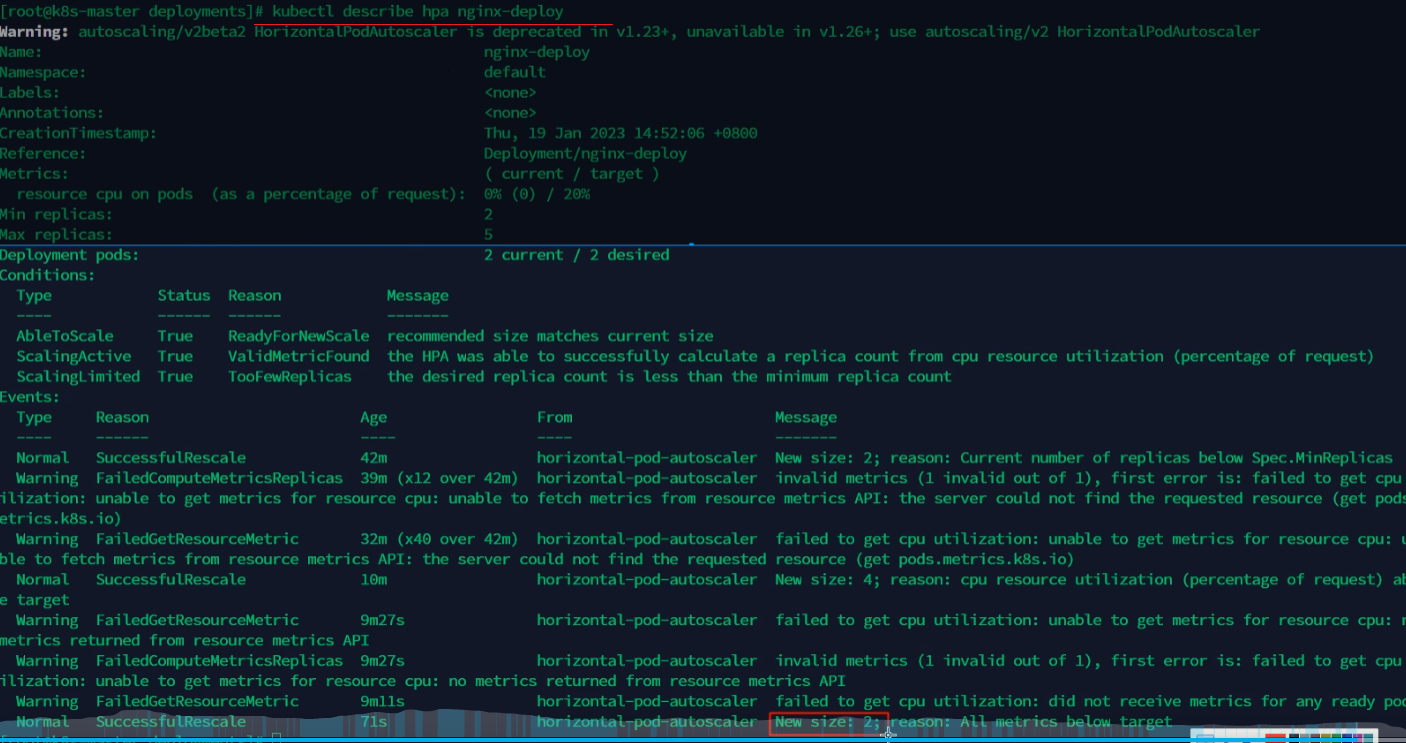 [root@k8s-master deployments]# kubectl describe hpa nginx-deploy
Warning: autoscaling/v2beta2 HorizontalPodAutoscaler is deprecated in v1.23+, unavailable in v1.26+; use autoscaling/v2 HorizontalPodAutoscaler
Name: nginx-deploy
Namespace: default
Labels: <none>
Annotations: <none>
CreationTimestamp: Thu, 19 Jan 2023 14:52:06 +0800
Reference: Deployment/nginx-deploy
Metrics: ( current / target )
resource cpu on pods (as a percentage of request): 0% (0) / 20%
Min replicas: 2
Max replicas: 5
Deployment pods: 2 current / 2 desired
Conditions:
Type Status Reason Message
---- ------ ------ -------
AbleToScale True ReadyForNewScale recommended size matches current size
ScalingActive True ValidMetricFound the HPA was able to successfully calculate a replica count from cpu resource utilization (percentage of request)
ScalingLimited True TooFewReplicas the desired replica count is less than the minimum replica count
Events:
Type Reason Age From Message
---- ------ ---- ---- -------
Normal SuccessfulRescale 42m horizontal-pod-autoscaler New size: 2; reason: Current number of replicas below Spec.MinReplicas
Warning FailedComputeMetricsReplicas 39m (x12 over 42m) horizontal-pod-autoscaler invalid metrics (1 invalid out of 1), first error is: failed to get cpu
ilization: unable to get metrics for resource cpu: unable to fetch metrics from resource metrics API: the server could not find the requested resource (get pods
etrics.k8s.io)
Warning FailedGetResourceMetric 32m (x40 over 42m) horizontal-pod-autoscaler failed to get cpu utilization: unable to get metrics for resource cpu: u
ble to fetch metrics from resource metrics API: the server could not find the requested resource (get pods.metrics.k8s.io)
Normal SuccessfulRescale 10m horizontal-pod-autoscaler New size: 4; reason: cpu resource utilization (percentage of request) ab
e target
Warning FailedGetResourceMetric 9m27s horizontal-pod-autoscaler failed to get cpu utilization: unable to get metrics for resource cpu:
metrics returned from resource metrics API
Warning FailedComputeMetricsReplicas 9m27s horizontal-pod-autoscaler invalid metrics (1 invalid out of 1), first error is: failed to get cpu
ilization: unable to get metrics for resource cpu: no metrics returned from resource metrics API
Warning FailedGetResourceMetric 9m11s horizontal-pod-autoscaler failed to get cpu utilization: did not receive metrics for any ready po
Normal SuccessfulRescale 71s horizontal-pod-autoscaler New size: 2; reason: All metrics below target